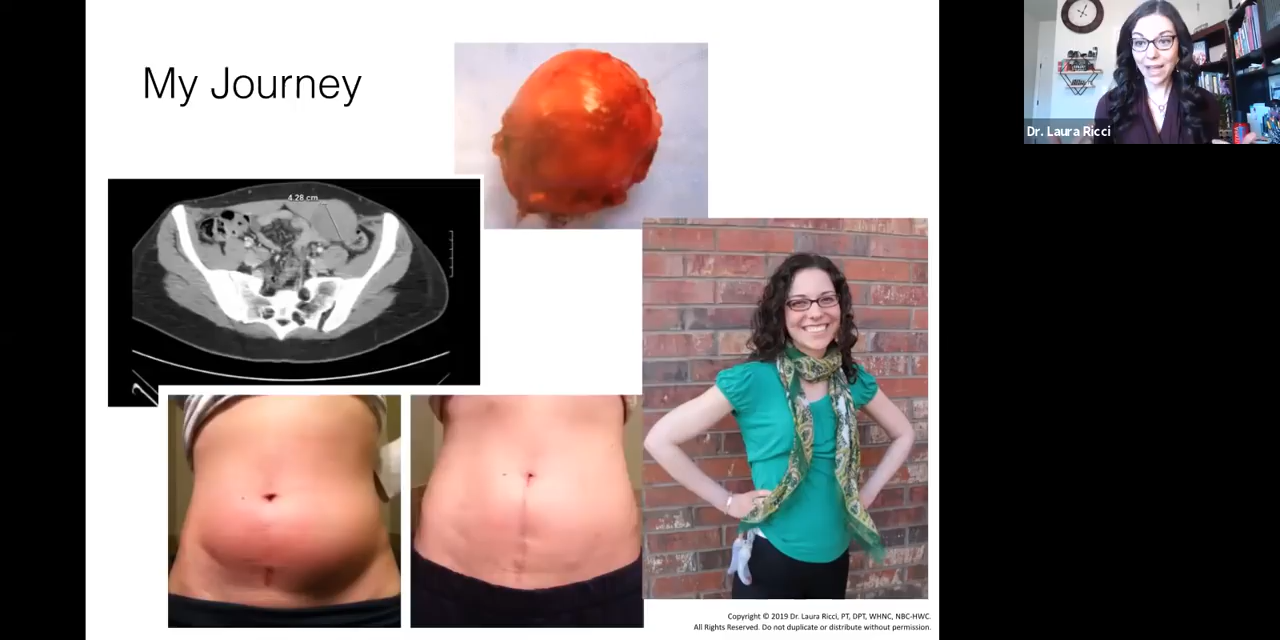 My Journey
4.28 cm
Dr. Laura Ricci
Copyright © 2019 Dr. Laura Ricci, PT, DPT, WHNC, NBC-HWC.
All Rights Reserved. Do not duplicate or distribute without permission.